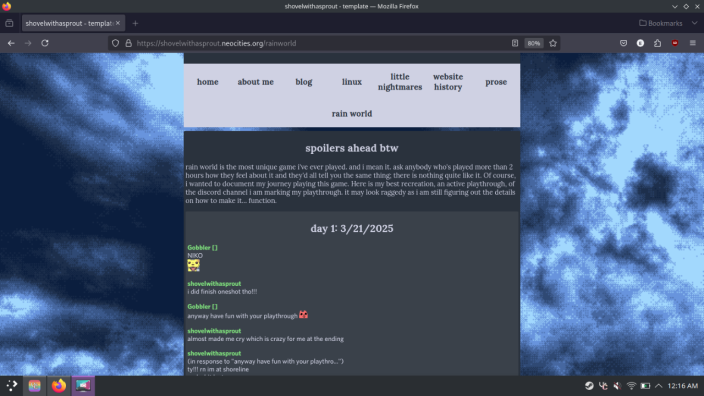 shovelwithasprout - template — Mozilla Firefox
shovelwithasprout - template
Bookmarks
https://shovelwithasprout.neocities.org/rainworld
80%
home
about me
blog
linux
little
nightmares
website
history
prose
rain world
spoilers ahead btw
rain world is the most unique game i've ever played. and i mean it. ask anybody who's played more than 2
hours how they feel about it and they'd all tell you the same thing; there is nothing quite like it. Of course,
I wanted to document my journey playing this game. Here is my best recreation, an active playthrough, of
the discord channel i am marking my playthrough. it may look raggedy as i am still figuring out the details
on how to make it... function.
day 1: 3/21/2025
Gobbler []
NIKO
shovelwithasprout
i did finish oneshot tho!!!
Gobbler []
anyway have fun with your playthrough
shovelwithasprout
almost made me cry which is crazy for me at the ending
shovelwithasprout
(in response to "anyway have fun with your playthro...")
ty!!! rn im at shoreline
12:16 AM